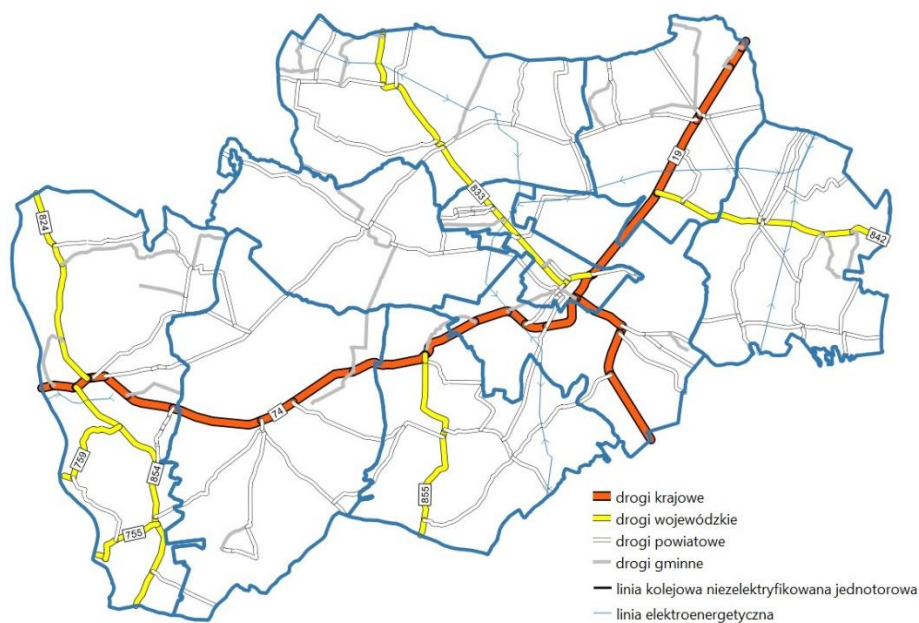 19
833
824
842
74
759
854
855
755
drogi krajowe
drogi wojewódzkie
drogi powiatowe
drogi gminne
linia kolejowa niezelektryfikowana jednotorowa
linia elektroenergetyczna